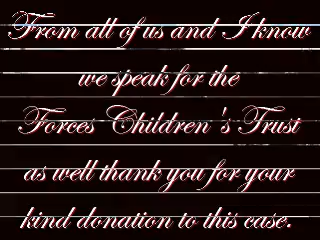 From all of us and I know
we speak for the
Forces Children's Trust
as well thank you for your
kind donation to this case.